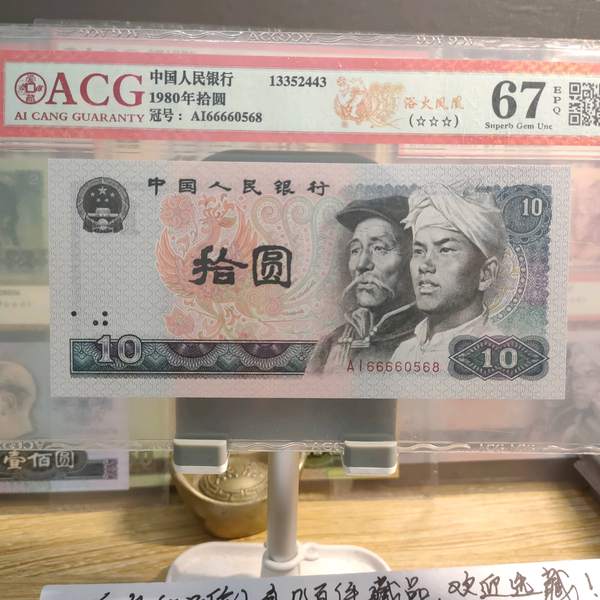 ACG
AI CANG GUARANTY
中国人民银行
1980年拾圆
冠号: AI66660568
13352443
浴火凤凰
(☆☆☆)
67
EPQ
Superb Gem Unc
中国人民银行
10
拾圆
10
AI66660568
10
壹佰圆
藏品,欢迎选藏!